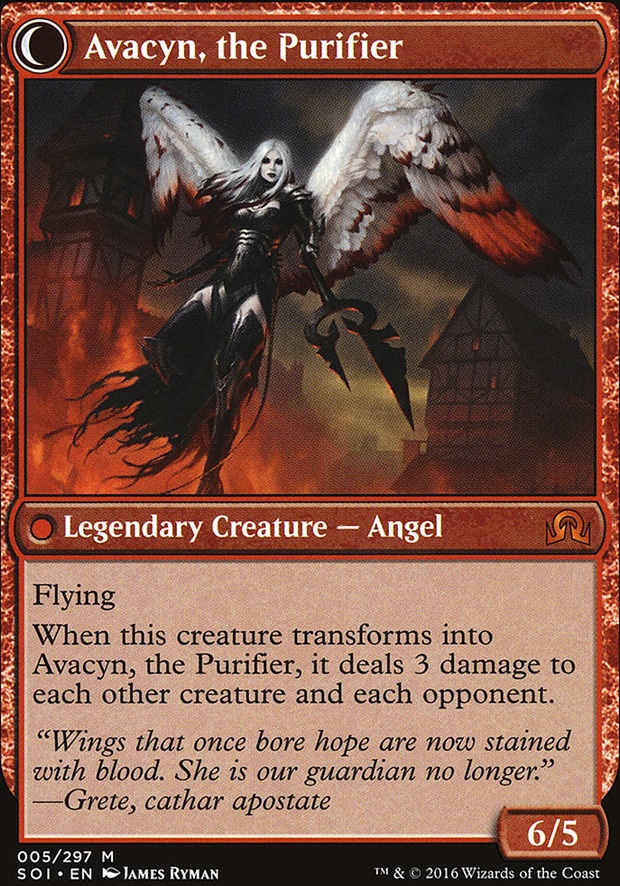 Avacyn, the Purifier
Legendary Creature — Angel
Flying
When this creature transforms into
Avacyn, the Purifier, it deals 3 damage to
each other creature and each opponent.
“Wings that once bore hope are now stained
with blood. She is our guardian no longer.”
—Grete, cathar apostate
6/5
005/297 M
SOI • EN James Ryman
™ & © 2016 Wizards of the Coast